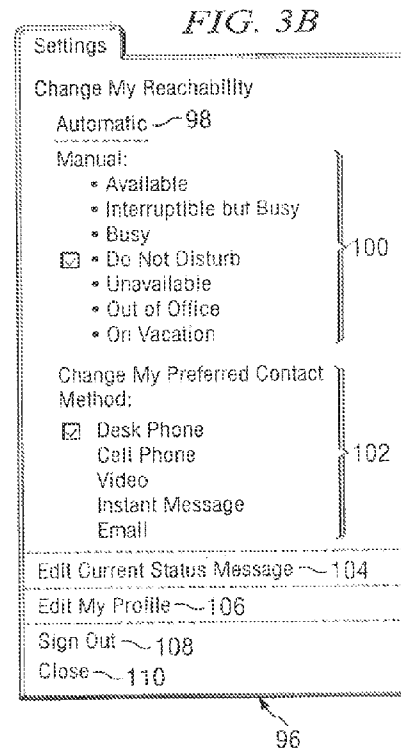 FIG. 3B
Settings
Change My Reachability
Automatic 98
Manual:
• Available
• Interruptible but Busy
• Busy
☑ • Do Not Disturb
• Unavailable
• Out of Office
• On Vacation
100
Change My Preferred Contact
Method:
☑ Desk Phone
Cell Phone
Video
Instant Message
Email
102
Edit Current Status Message 104
Edit My Profile 106
Sign Out 108
Close 110
96